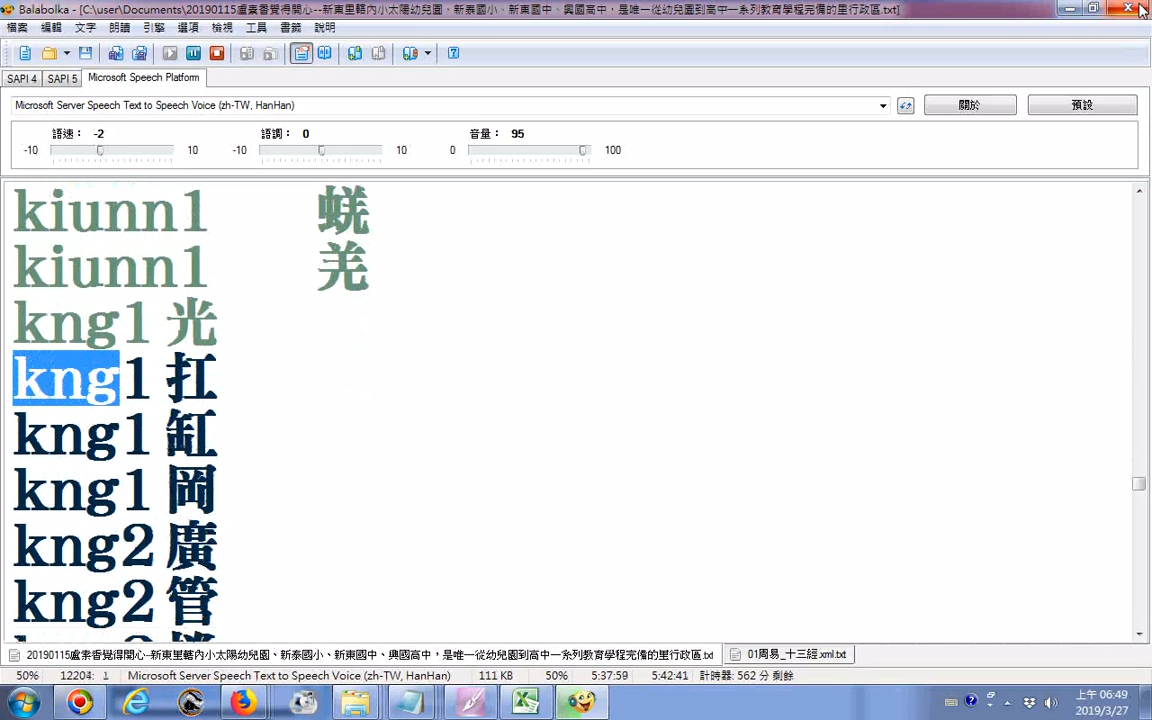 Balabolka - [C:\user\Documents\20190115盧素香覺得開心--新東里轄內小太陽幼兒園、新泰國小、新東國中、興國高中，是唯一從幼兒園到高中一系列教育學程完備的里行政區.txt]
檔案 編輯 文字 朗讀 引擎 選項 檢視 工具 書籤 說明
SAPI 4 SAPI 5 Microsoft Speech Platform
Microsoft Server Speech Text to Speech Voice (zh-TW, HanHan) 關於 預設
語速： -2 語調： 0 音量： 95
-10 10 -10 10 0 100
kiunn1 蜣
kiunn1 羌
kng1 光
kng1 扛
kng1 缸
kng1 岡
kng2 廣
kng2 管
20190115盧素香覺得開心--新東里轄內小太陽幼兒園、新泰國小、新東國中、興國高中，是唯一從幼兒園到高中一系列教育學程完備的里行政區.txt 01周易_十三經.xml.txt
50% 12204: 1 Microsoft Server Speech Text to Speech Voice (zh-TW, HanHan) 111 KB 50% 5:37:59 5:42:41 計時器: 562 分 剩餘
上午 06:49
2019/3/27